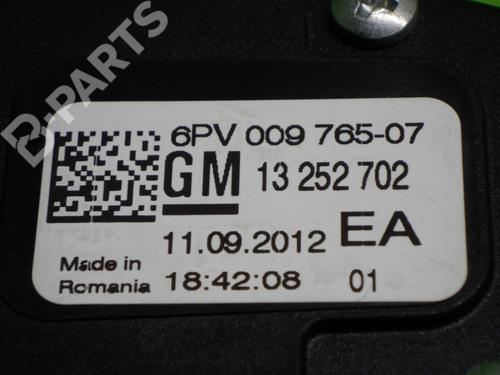 B-PARTS
6PV 009 765-07
GM 13 252 702
11.09.2012 EA
Made in
Romania
18:42:08 01